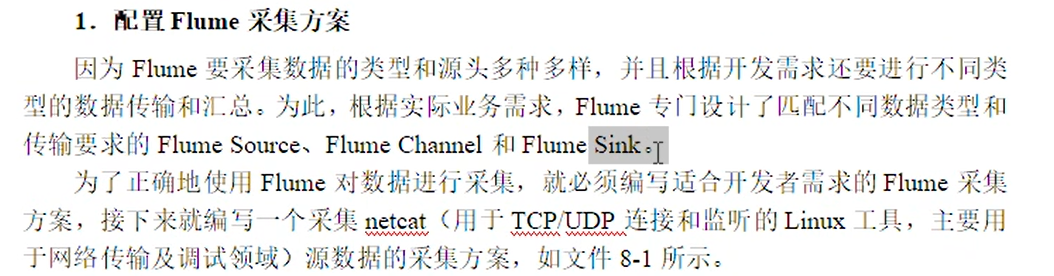 1．配置 Flume 采集方案
因为 Flume 要采集数据的类型和源头多种多样，并且根据开发需求还要进行不同类
型的数据传输和汇总。为此，根据实际业务需求，Flume 专门设计了匹配不同数据类型和
传输要求的 Flume Source、Flume Channel 和 Flume Sink。
为了正确地使用 Flume 对数据进行采集，就必须编写适合开发者需求的 Flume 采集
方案，接下来就编写一个采集 netcat（用于 TCP/UDP 连接和监听的 Linux 工具，主要用
于网络传输及调试领域）源数据的采集方案，如文件 8-1 所示。